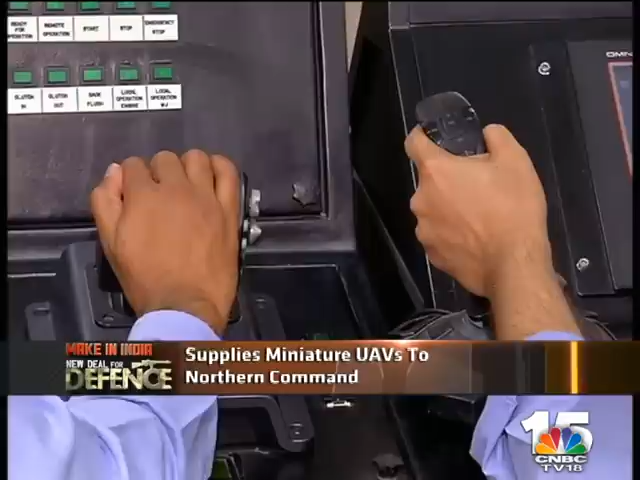 READY FOR OPERATION
REMOTE OPERATION
START
STOP
EMERGENCY STOP
CLUTCH IN
CLUTCH OUT
BACK FLUSH
LOCAL OPERATION ENGINE
LOCAL OPERATION WJ
MAKE IN INDIA
NEW DEAL FOR
DEFENCE
Supplies Miniature UAVs To
Northern Command
15
CNBC
TV18